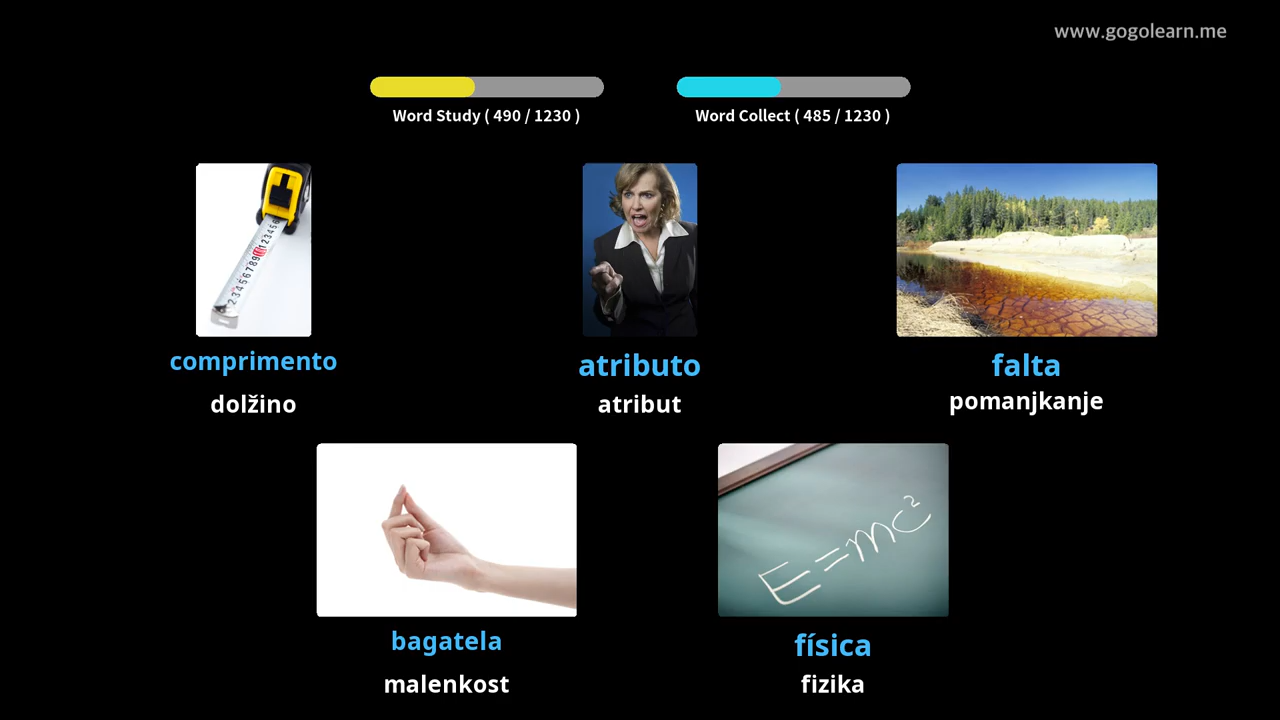 www.gogolearn.me
Word Study ( 490 / 1230 )
Word Collect ( 485 / 1230 )
comprimento
dolžino
atributo
atribut
falta
pomanjkanje
bagatela
malenkost
física
fizika
E=mc²